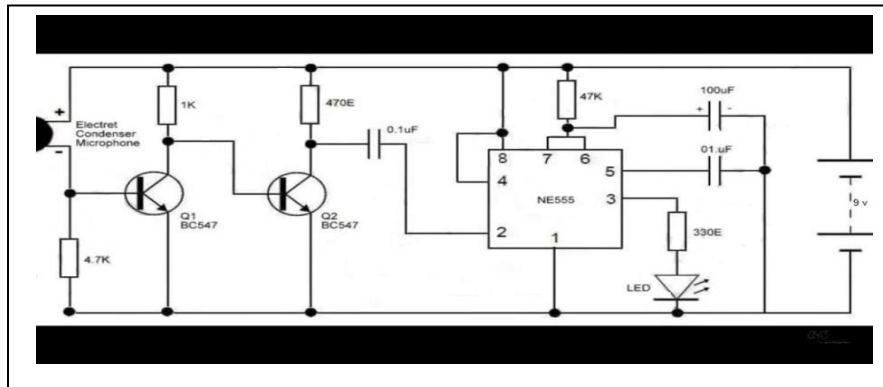 +
Electret
Condenser
Microphone
-
4.7K
1K
Q1
BC547
470E
Q2
BC547
0.1uF
8
4
2
7
6
5
3
1
NE555
47K
100uF
+
-
01.uF
330E
LED
9 v